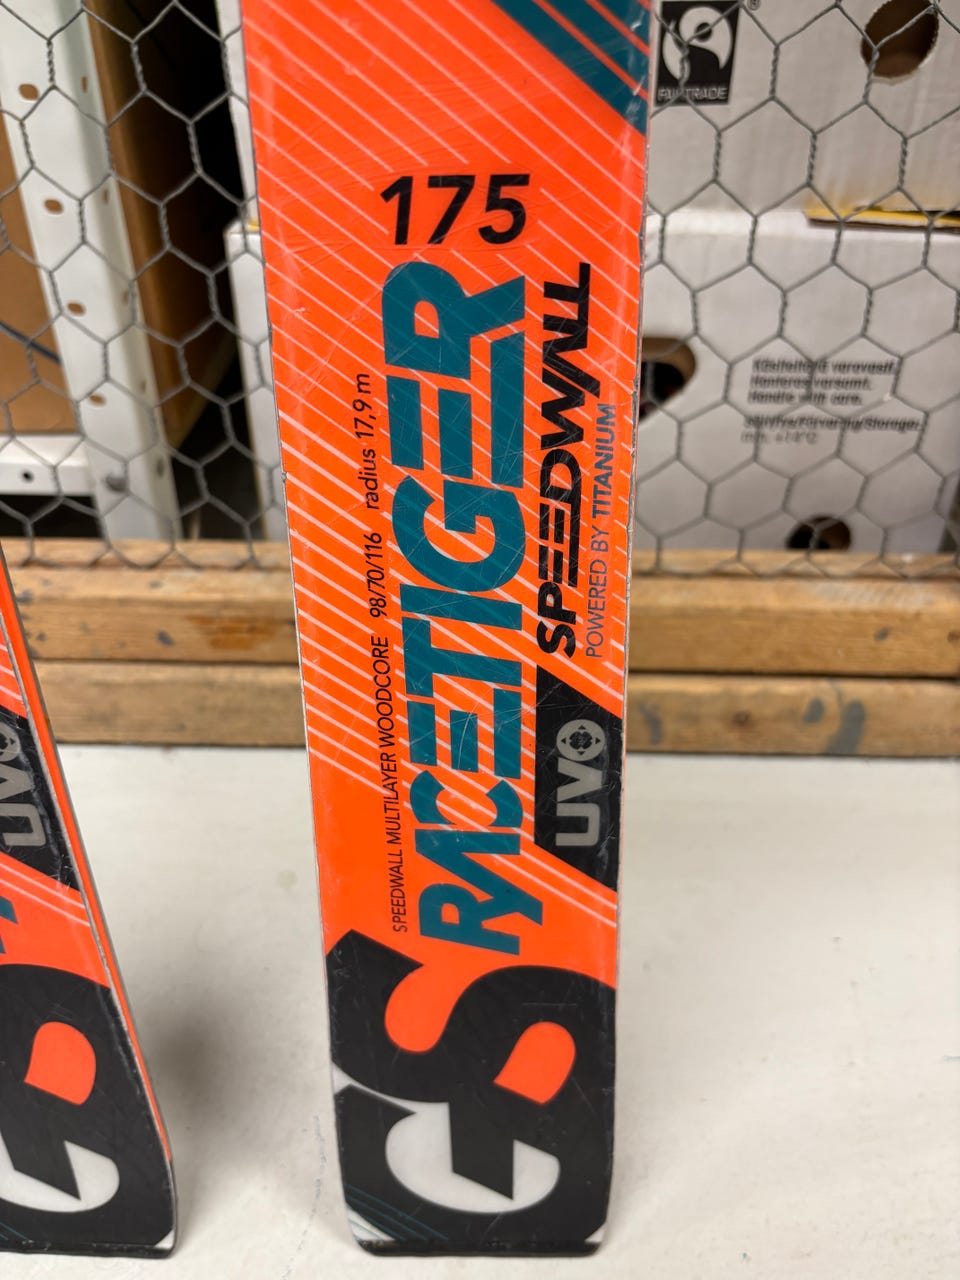 175
RACETIGER
SPEEDWALL
POWERED BY TITANIUM
SPEEDWALL MULTILAYER WOODCORE 98/70/116 radius 17,9 m
UVO
GS
UVO
FAIRTRADE
Handle with care.